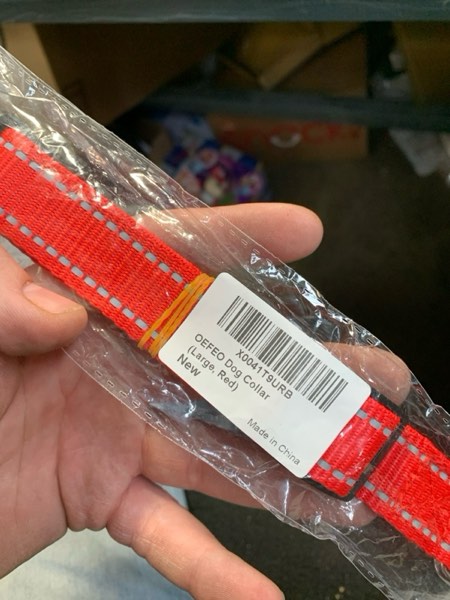 X0041T9URB
OEFEO Dog Collar
(Large, Red)
New
Made in China